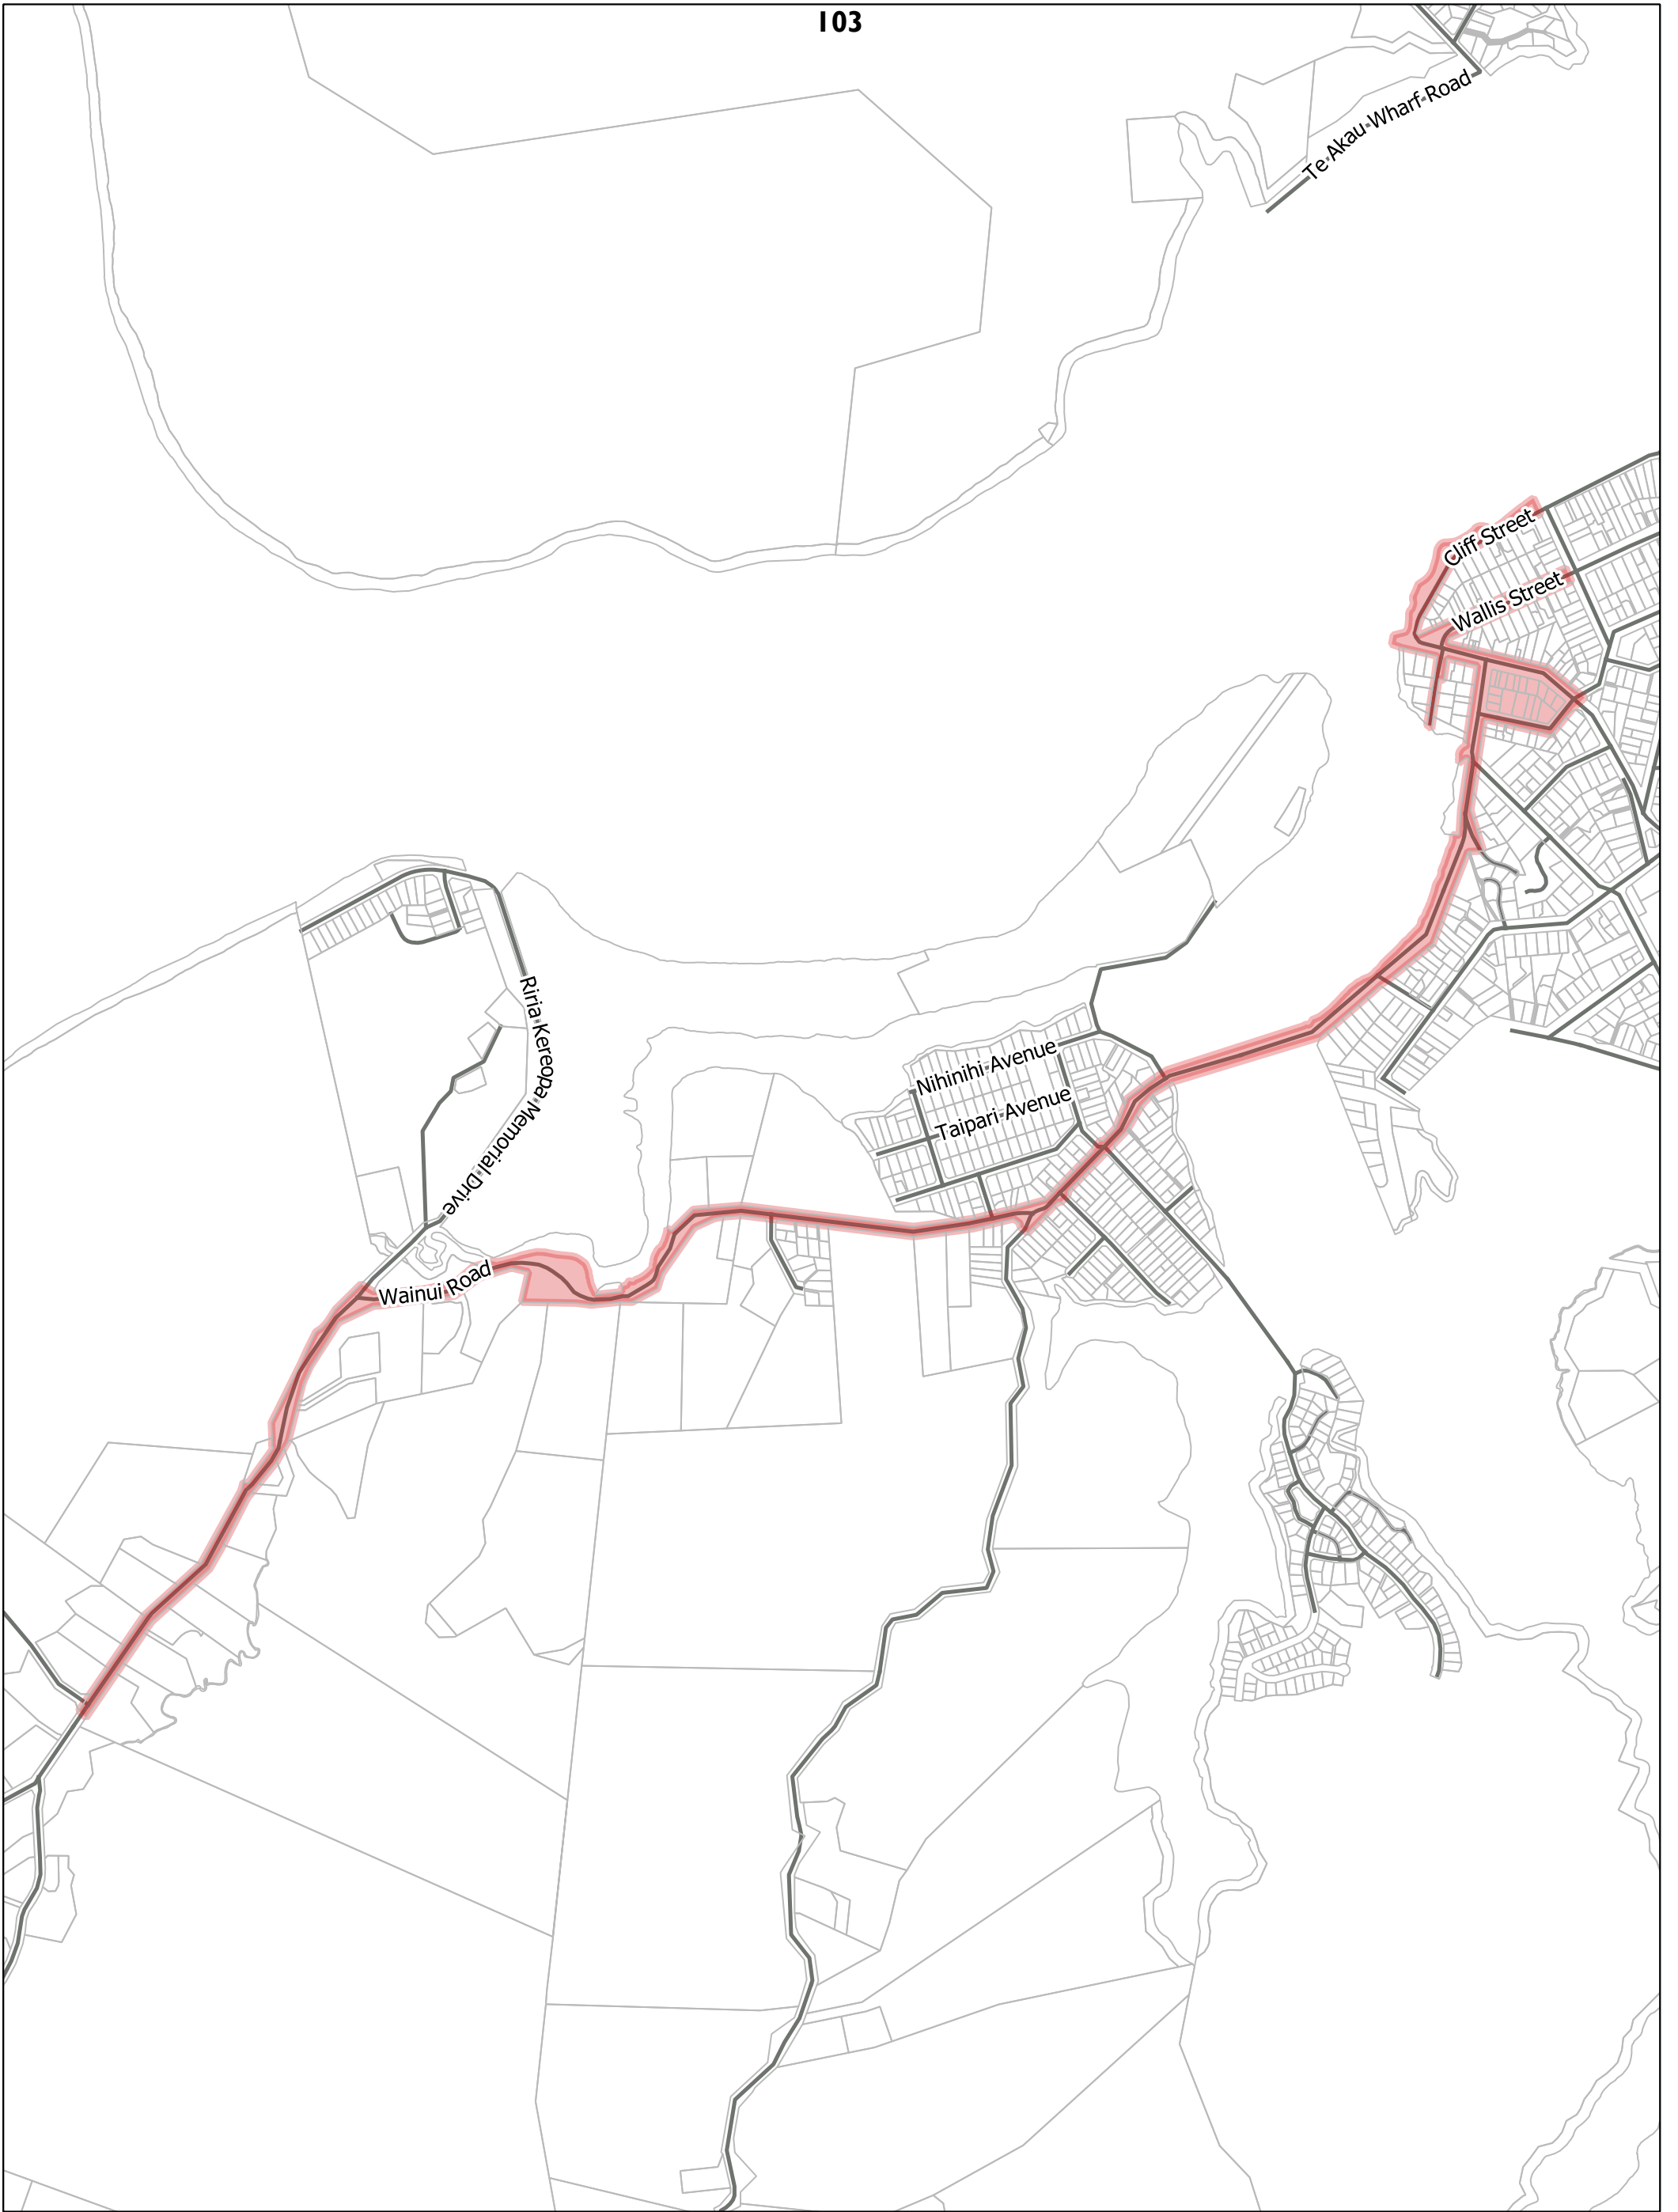 103
Te Akau Wharf Road
Cliff Street
Wallis Street
Riria Kereopa Memorial Drive
Nihinihi Avenue
Taipari Avenue
Wainui Road